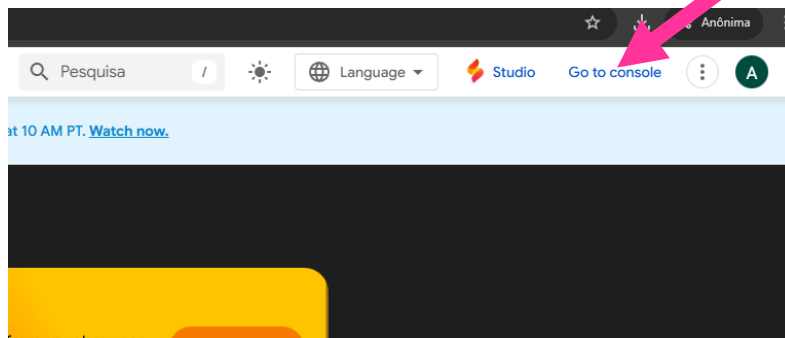 Anônima
Pesquisa / Language Studio Go to console A
at 10 AM PT. Watch now.